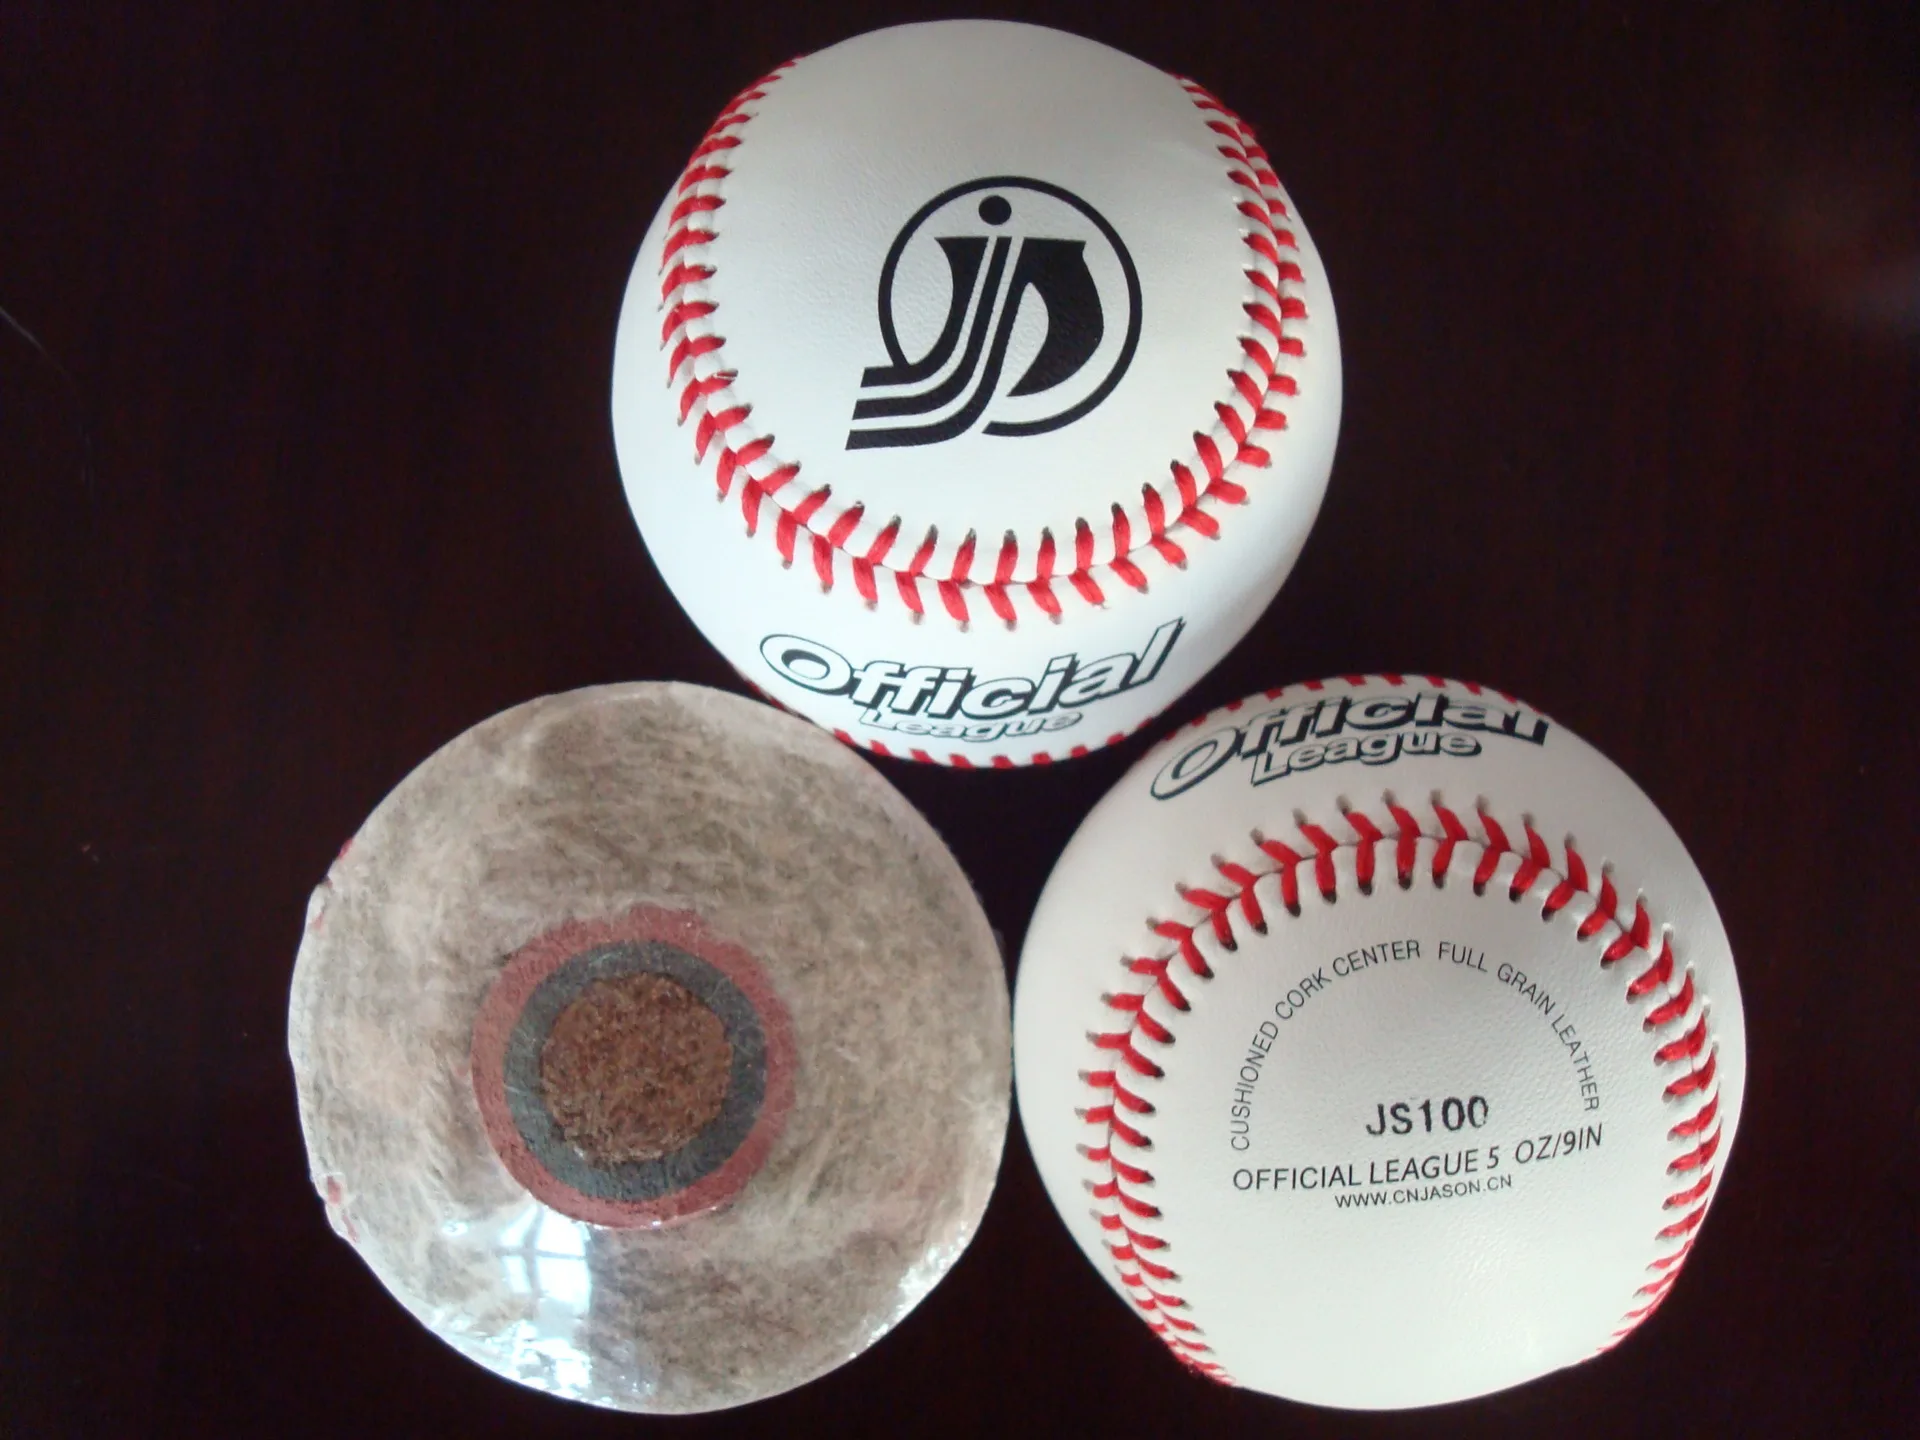 js
Official
League
Official
League
CUSHIONED CORK CENTER FULL GRAIN LEATHER
JS100
OFFICIAL LEAGUE 5 OZ/9IN
WWW.CNJASON.CN